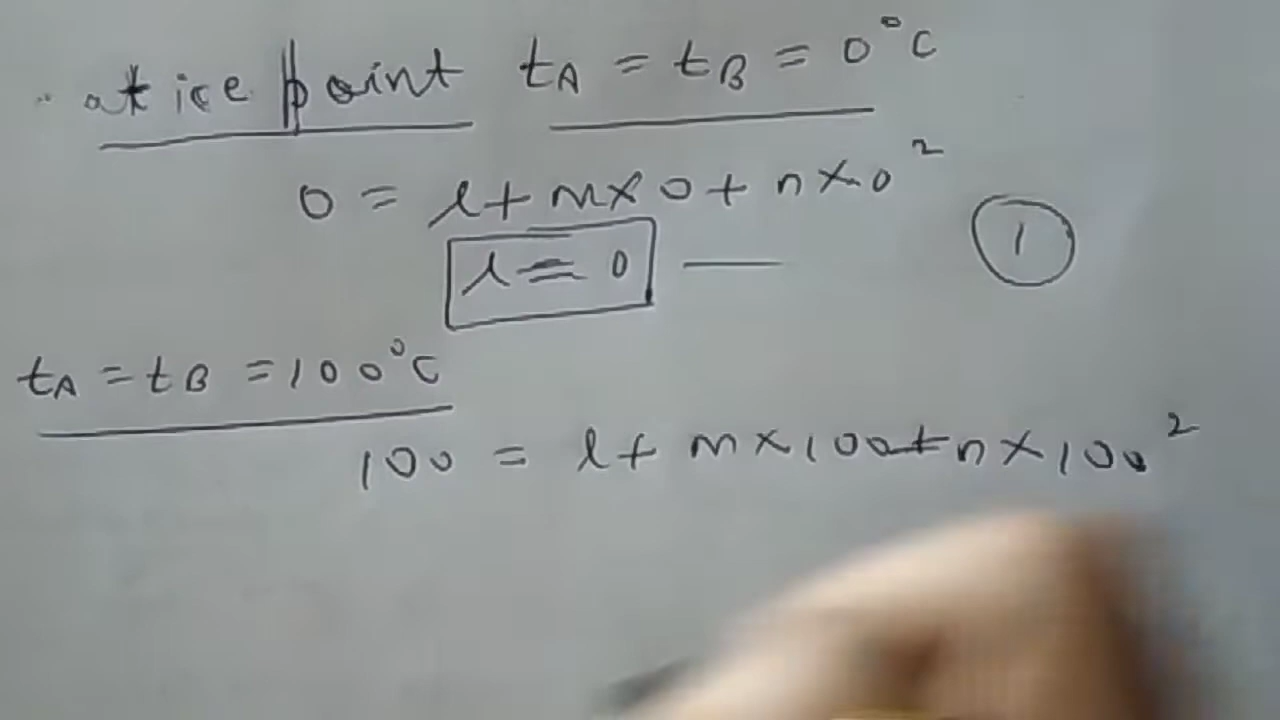 at ice point tA = tB = 0°C
0 = l + m × 0 + n × 0²
l = 0 — 1
tA = tB = 100°C
100 = l + m × 100 + n × 100²